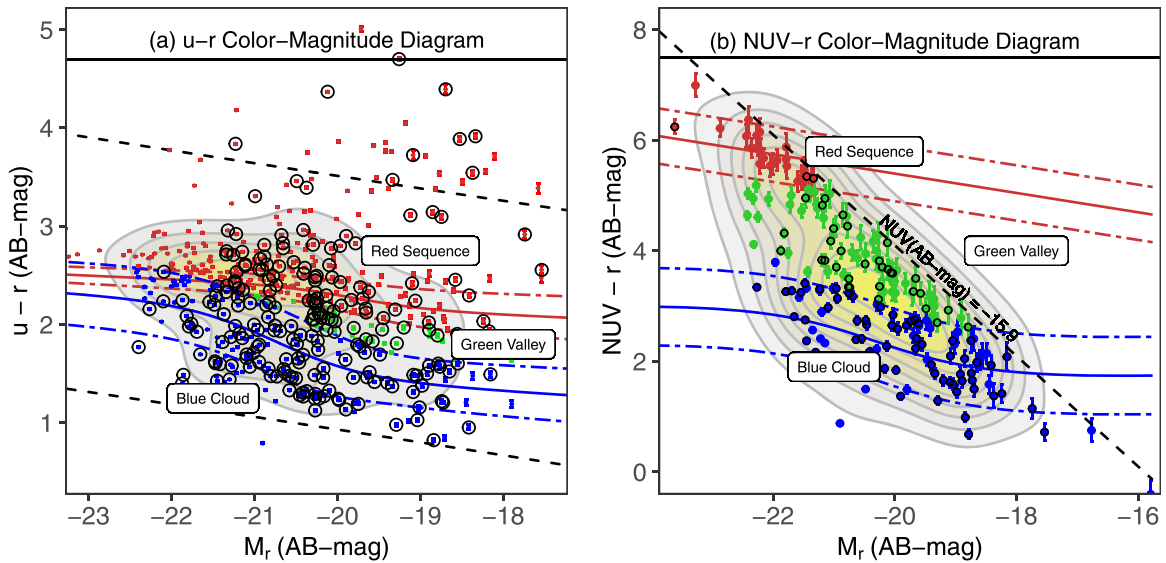 (a) u−r Color−Magnitude Diagram
5
4
3
2
1
u − r (AB−mag)
Red Sequence
Green Valley
Blue Cloud
−23
−22
−21
−20
−19
−18
M_r (AB−mag)
(b) NUV−r Color−Magnitude Diagram
8
6
4
2
0
NUV − r (AB−mag)
Red Sequence
NUV(AB−mag) = −15.9
Green Valley
Blue Cloud
−22
−20
−18
−16
M_r (AB−mag)